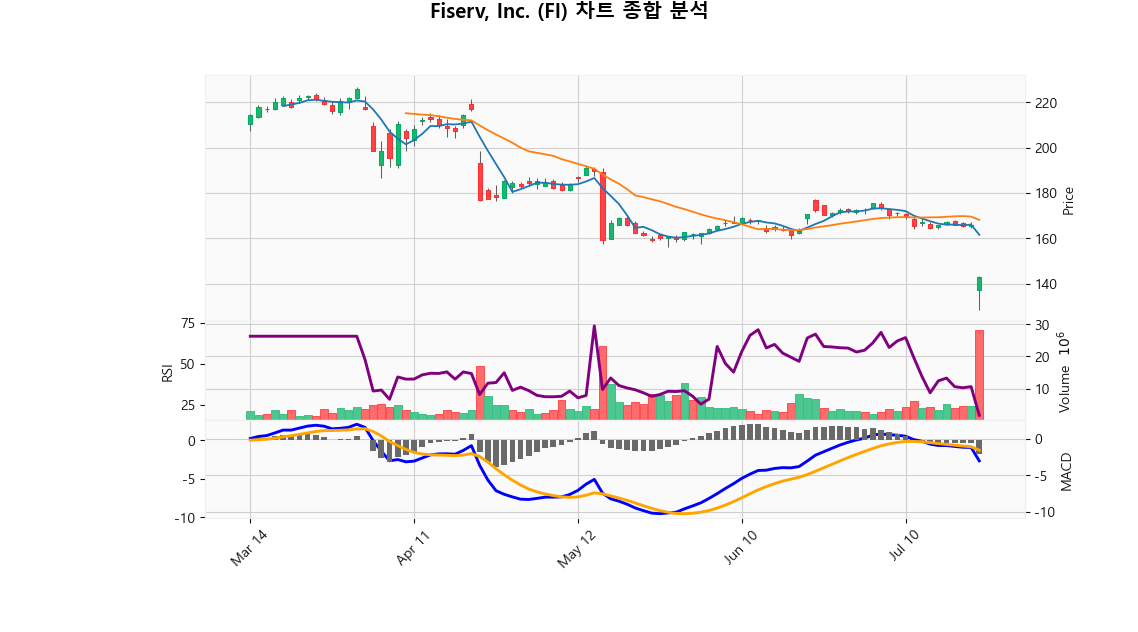 Fiserv, Inc. (FI) 차트 종합 분석
220
200
180
160
140
Price
75
50
25
RSI
30
20
10
Volume 10^6
0
-5
-10
0
-5
-10
MACD
Mar 14
Apr 11
May 12
Jun 10
Jul 10